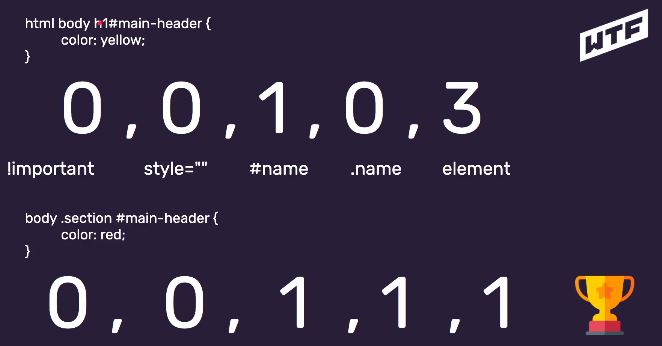 html body h1#main-header {
color: yellow;
}
WTF
0 , 0 , 1 , 0 , 3
!important style="" #name .name element
body .section #main-header {
color: red;
}
0 , 0 , 1 , 1 , 1